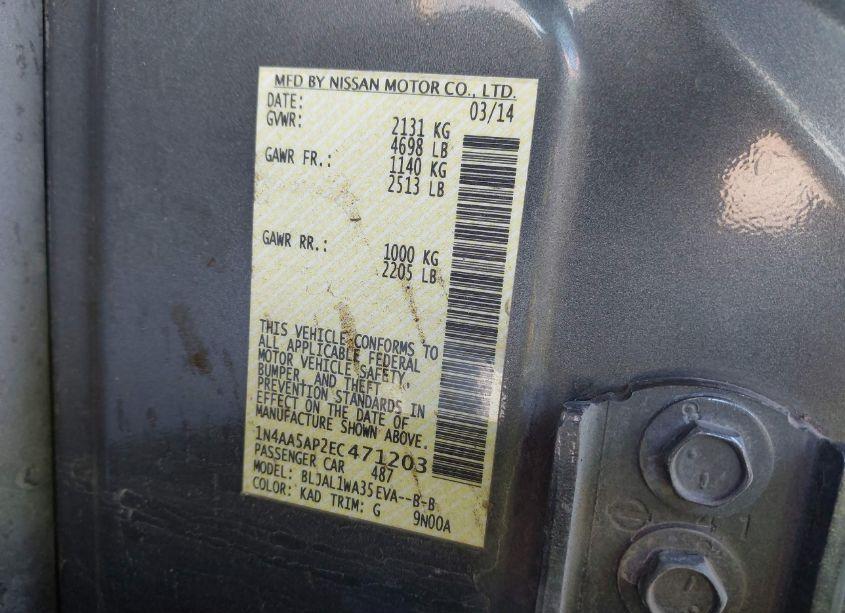 MFD BY NISSAN MOTOR CO., LTD.
DATE: 03/14
GVWR: 2131 KG
4698 LB
GAWR FR.: 1140 KG
2513 LB
GAWR RR.: 1000 KG
2205 LB
THIS VEHICLE CONFORMS TO
ALL APPLICABLE FEDERAL
MOTOR VEHICLE SAFETY,
BUMPER, AND THEFT
PREVENTION STANDARDS IN
EFFECT ON THE DATE OF
MANUFACTURE SHOWN ABOVE.
1N4AA5AP2EC471203
PASSENGER CAR 487
MODEL: BLJAL1WA35EVA--B-B
COLOR: KAD TRIM: G 9N00A
41